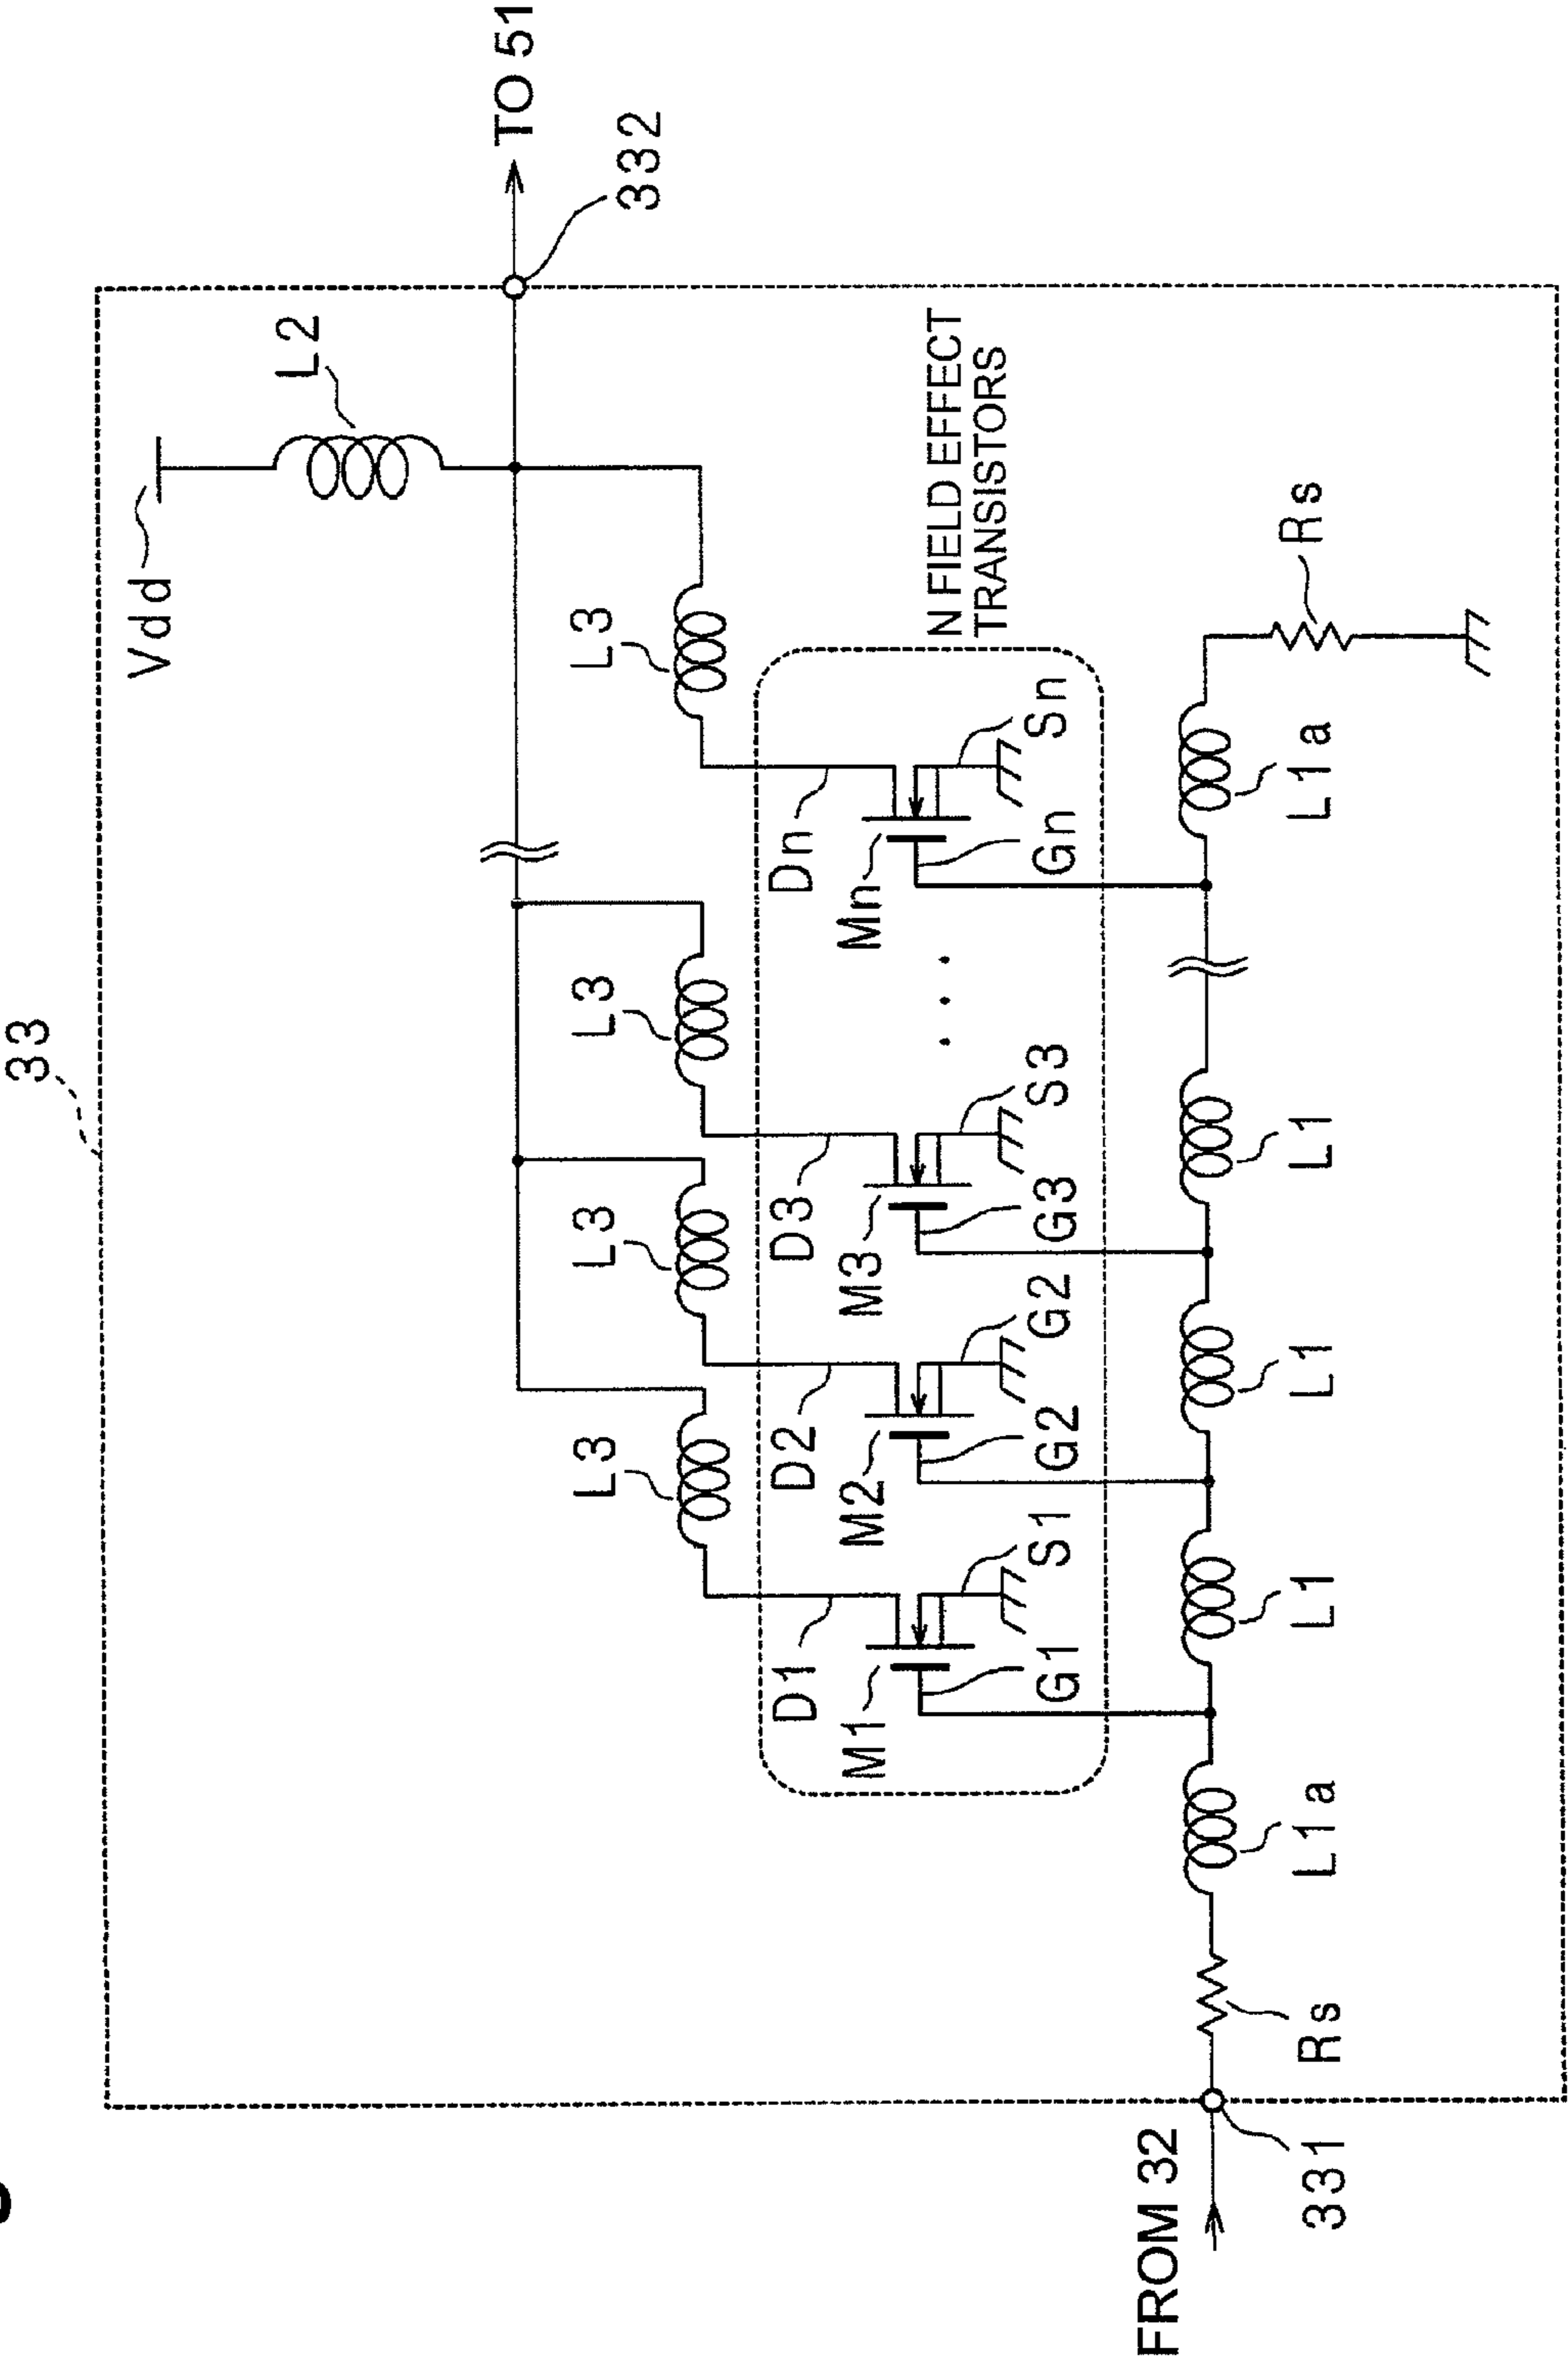 33
Vdd
L2
TO 51
332
L3
L3
L3
L3
N FIELD EFFECT
TRANSISTORS
D1
D2
D3
Dn
M1
M2
M3
Mn
. . .
G1
S1
G2
G2
G3
S3
Gn
Sn
FROM 32
331
Rs
L1a
L1
L1
L1
L1a
Rs